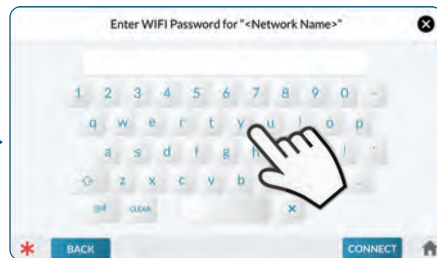 Enter WIFI Password for "<Network Name>"
1 2 3 4 5 6 7 8 9 0 -
q w e r t y u i o p
a s d f g h l '
z x c v b .
CLEAR ×
* BACK CONNECT